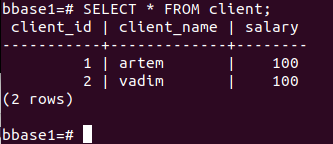 bbase1=# SELECT * FROM client;
 client_id | client_name | salary
-----------+-------------+--------
         1 | artem       |    100
         2 | vadim       |    100
(2 rows)
bbase1=#